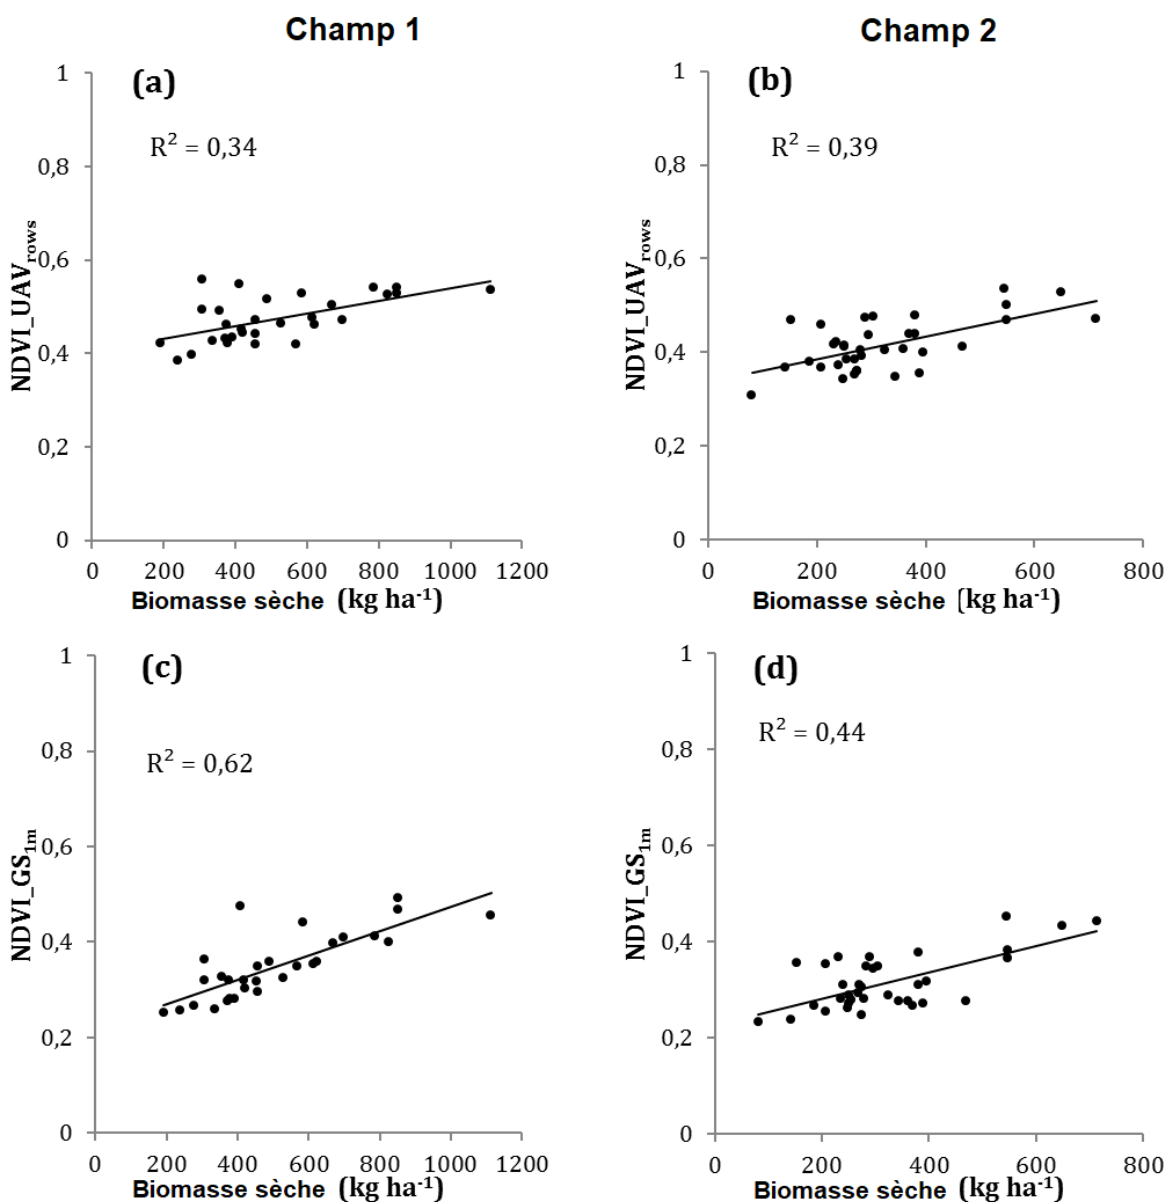 Champ 1
Champ 2
(a)
R² = 0,34
NDVI_UAVrows
1
0,8
0,6
0,4
0,2
0
0 200 400 600 800 1000 1200
Biomasse sèche (kg ha⁻¹)
(b)
R² = 0,39
NDVI_UAVrows
1
0,8
0,6
0,4
0,2
0
0 200 400 600 800
Biomasse sèche (kg ha⁻¹)
(c)
R² = 0,62
NDVI_GS1m
1
0,8
0,6
0,4
0,2
0
0 200 400 600 800 1000 1200
Biomasse sèche (kg ha⁻¹)
(d)
R² = 0,44
NDVI_GS1m
1
0,8
0,6
0,4
0,2
0
0 200 400 600 800
Biomasse sèche (kg ha⁻¹)